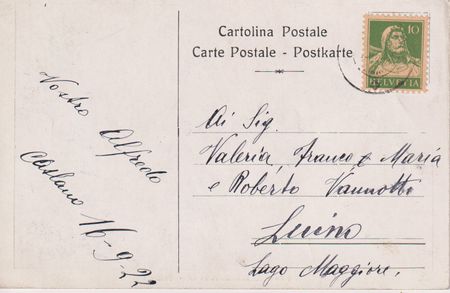 Cartolina Postale
Carte Postale - Postkarte
10
HELVETIA
Vostro Alfredo
Caslano 16-9-22
Ai Sig.
Valeria, Franco e Maria
e Roberto Vannotti
Luino
Lago Maggiore.